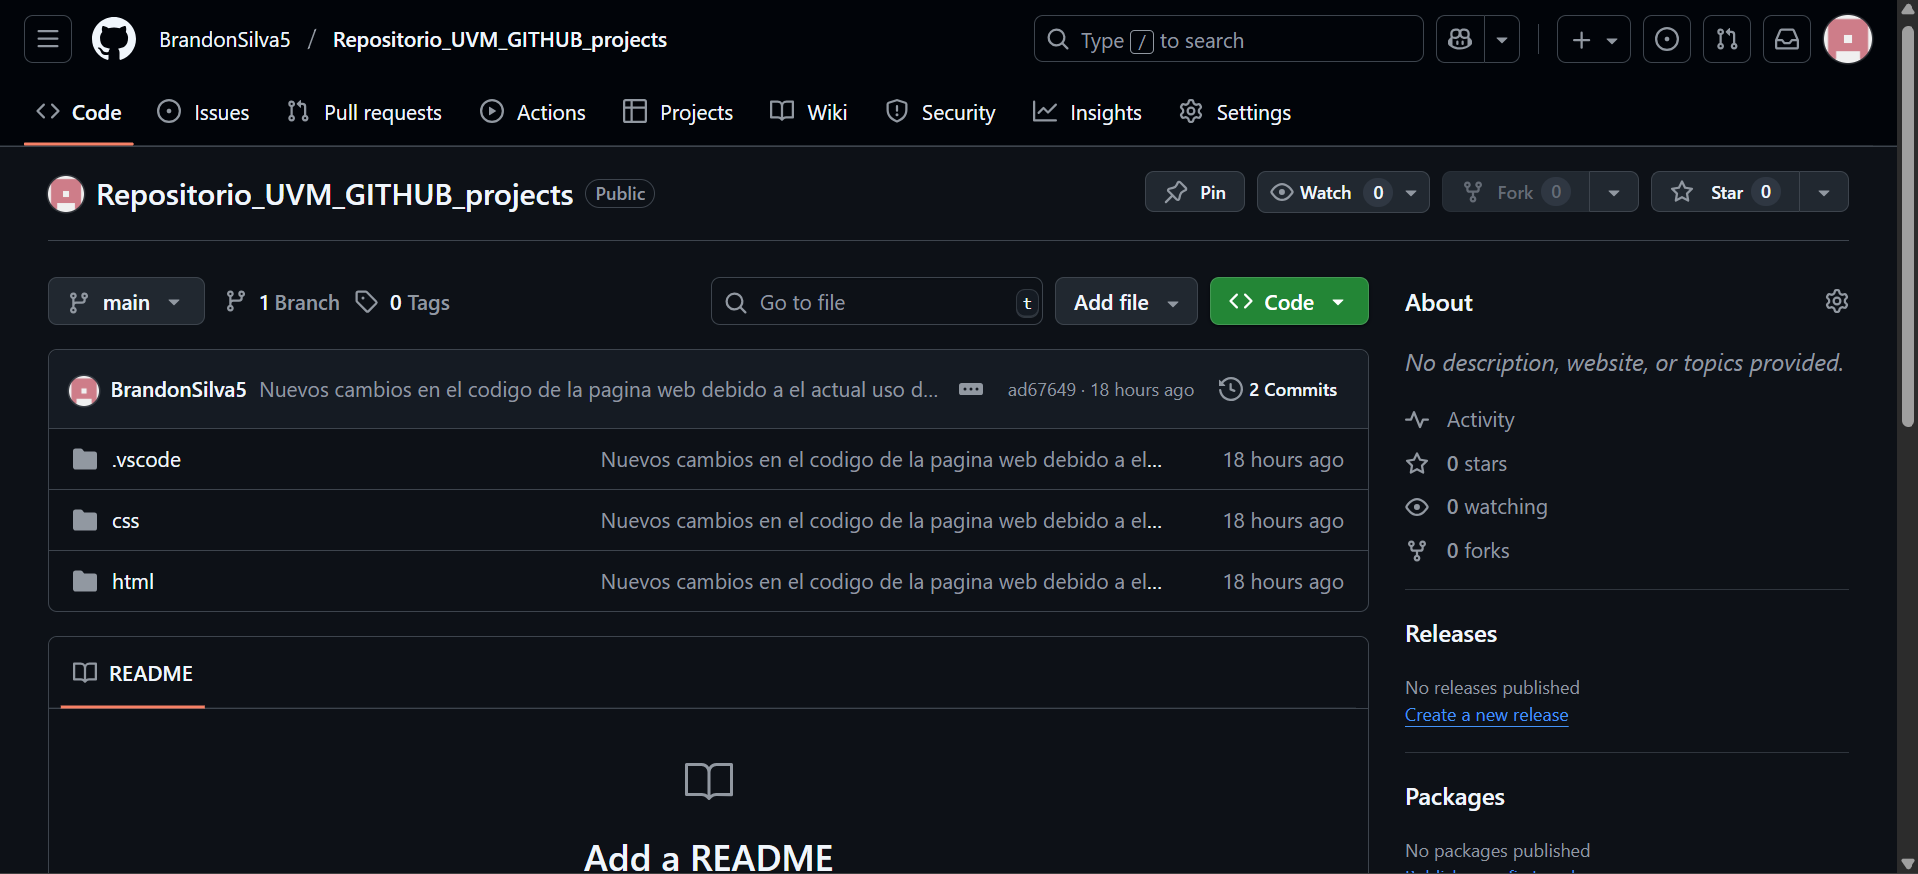 BrandonSilva5 / Repositorio_UVM_GITHUB_projects
Type / to search
Code Issues Pull requests Actions Projects Wiki Security Insights Settings
Repositorio_UVM_GITHUB_projects Public
Pin Watch 0 Fork 0 Star 0
main 1 Branch 0 Tags Go to file t Add file Code
BrandonSilva5 Nuevos cambios en el codigo de la pagina web debido a el actual uso d... ad67649 · 18 hours ago 2 Commits
.vscode Nuevos cambios en el codigo de la pagina web debido a el... 18 hours ago
css Nuevos cambios en el codigo de la pagina web debido a el... 18 hours ago
html Nuevos cambios en el codigo de la pagina web debido a el... 18 hours ago
README
Add a README
About
No description, website, or topics provided.
Activity
0 stars
0 watching
0 forks
Releases
No releases published
Create a new release
Packages
No packages published